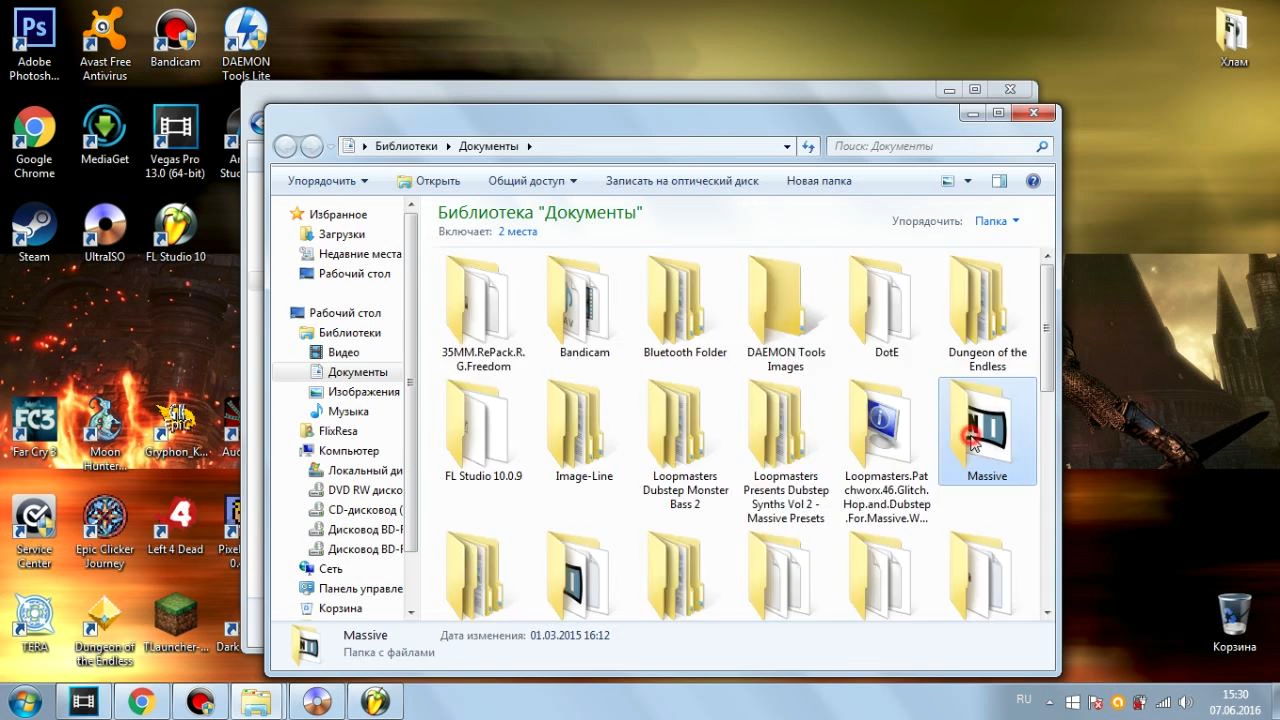 Adobe
Photosh...
Avast Free
Antivirus
Bandicam
DAEMON
Tools Lite
Хлам
Google
Chrome
MediaGet
Vegas Pro
13.0 (64-bit)
Steam
UltraISO
FL Studio 10
Far Cry 3
Moon
Hunter...
Gryphon_K...
Service
Center
Epic Clicker
Journey
Left 4 Dead
TERA
Dungeon of
the Endless
TLauncher-...
Корзина
Библиотеки
Документы
Поиск: Документы
Упорядочить
Открыть
Общий доступ
Записать на оптический диск
Новая папка
Избранное
Загрузки
Недавние места
Рабочий стол
Рабочий стол
Библиотеки
Видео
Документы
Изображения
Музыка
FlixResa
Компьютер
Локальный ди
DVD RW диско
CD-дисковод (
Дисковод BD-F
Дисковод BD-F
Сеть
Панель управле
Корзина
Библиотека "Документы"
Включает: 2 места
Упорядочить: Папка
35MM.RePack.R.
G.Freedom
Bandicam
Bluetooth Folder
DAEMON Tools
Images
DotE
Dungeon of the
Endless
FL Studio 10.0.9
Image-Line
Loopmasters
Dubstep Monster
Bass 2
Loopmasters
Presents Dubstep
Synths Vol 2 -
Massive Presets
Loopmasters.Pat
chworx.46.Glitch.
Hop.and.Dubstep
.For.Massive.W...
Massive
Massive
Папка с файлами
Дата изменения: 01.03.2015 16:12
RU
15:30
07.06.2016